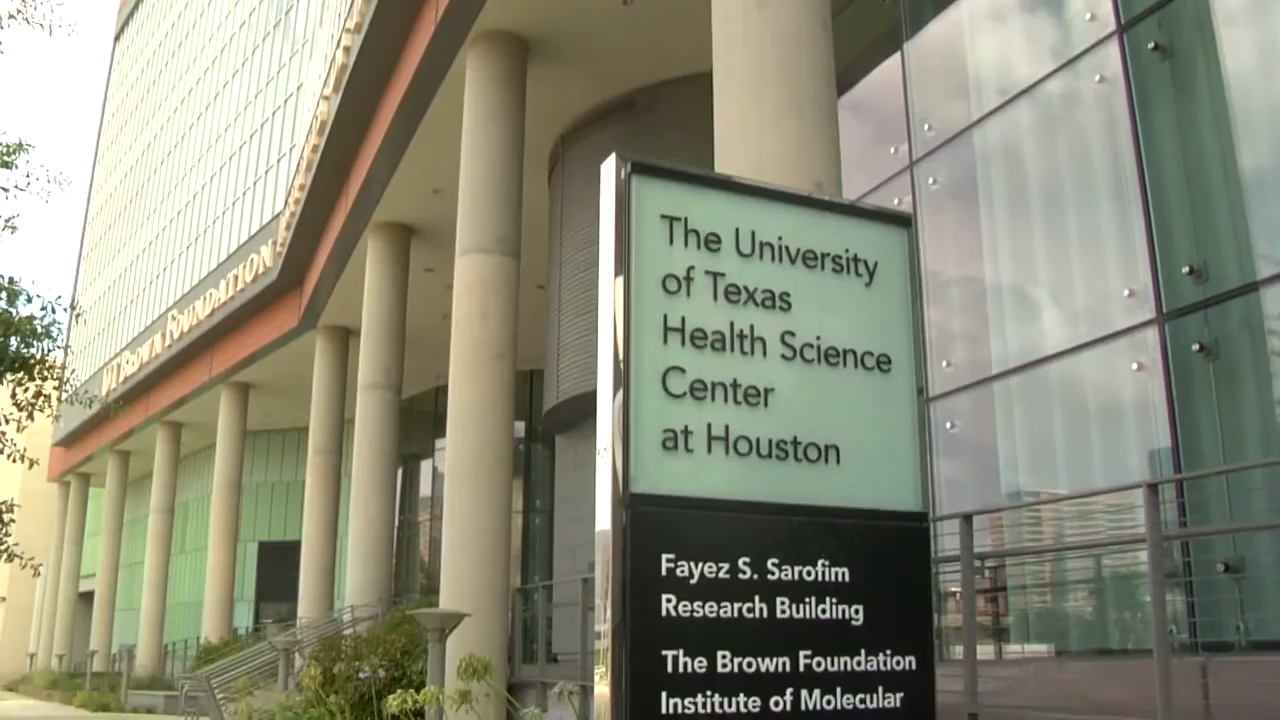 The University
of Texas
Health Science
Center
at Houston
Fayez S. Sarofim
Research Building
The Brown Foundation
Institute of Molecular
BROWN FOUNDATION